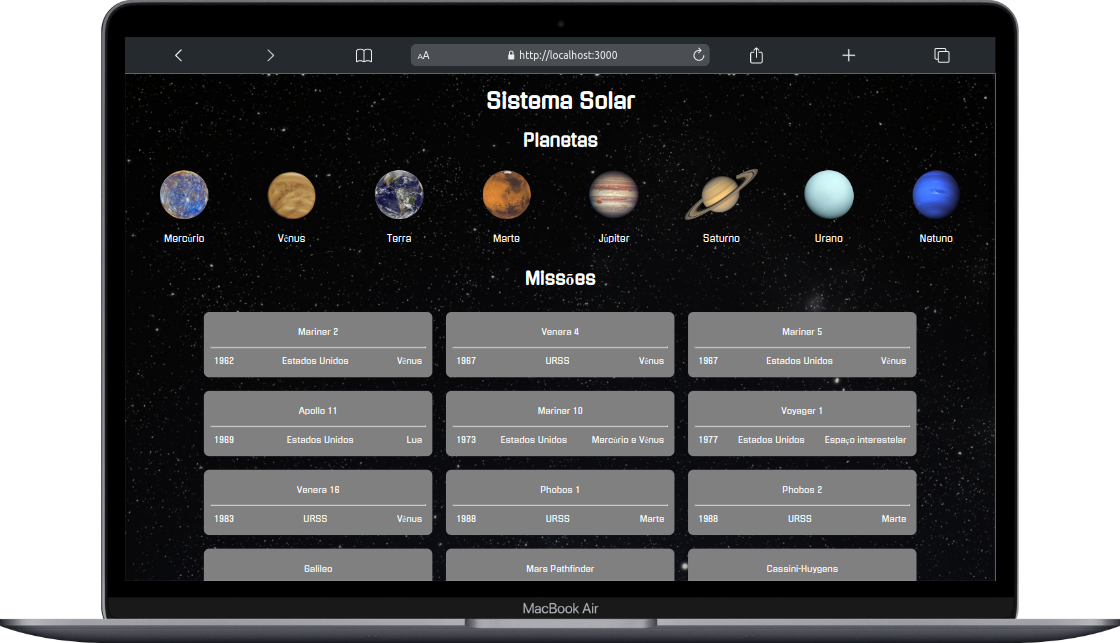 AA http://localhost:3000
Sistema Solar
Planetas
Mercúrio Vênus Terra Marte Júpiter Saturno Urano Netuno
Missões
Mariner 2 Venera 4 Mariner 5
1962 Estados Unidos Vênus 1967 URSS Vênus 1967 Estados Unidos Vênus
Apollo 11 Mariner 10 Voyager 1
1969 Estados Unidos Lua 1973 Estados Unidos Mercúrio e Vênus 1977 Estados Unidos Espaço interestelar
Venera 16 Phobos 1 Phobos 2
1983 URSS Vênus 1988 URSS Marte 1988 URSS Marte
Galileo Mars Pathfinder Cassini-Huygens
MacBook Air